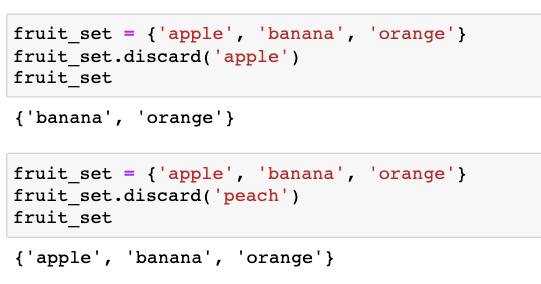 fruit_set = {'apple', 'banana', 'orange'}
fruit_set.discard('apple')
fruit_set
{'banana', 'orange'}
fruit_set = {'apple', 'banana', 'orange'}
fruit_set.discard('peach')
fruit_set
{'apple', 'banana', 'orange'}